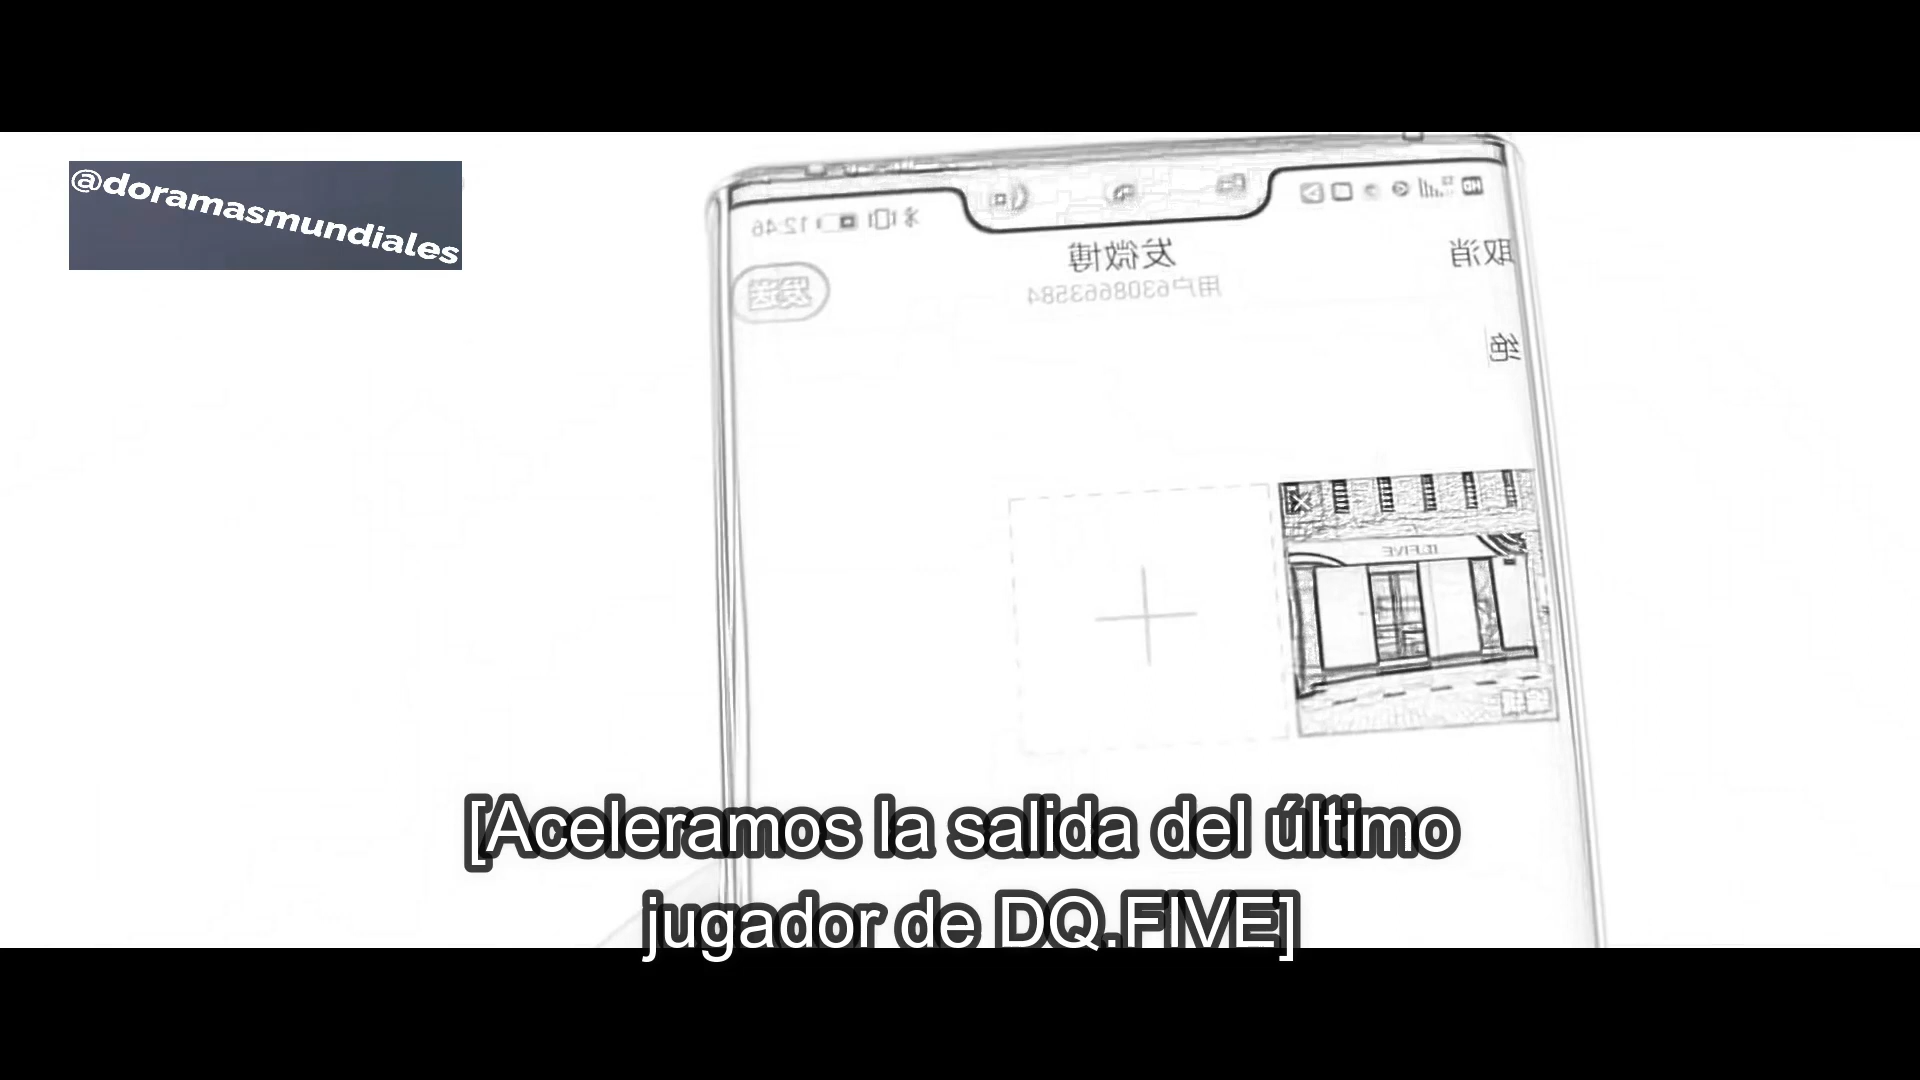 @doramasmundiales
12:46
发微博
取消
用户6308663584
发送
绝
[Aceleramos la salida del último
jugador de DQ.FIVE]